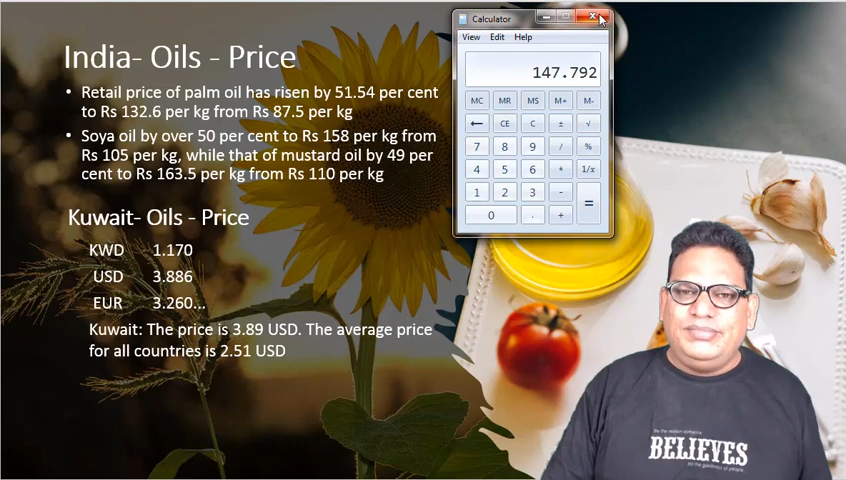 India- Oils - Price
• Retail price of palm oil has risen by 51.54 per cent
to Rs 132.6 per kg from Rs 87.5 per kg
• Soya oil by over 50 per cent to Rs 158 per kg from
Rs 105 per kg, while that of mustard oil by 49 per
cent to Rs 163.5 per kg from Rs 110 per kg
Kuwait- Oils - Price
KWD 1.170
USD 3.886
EUR 3.260...
Kuwait: The price is 3.89 USD. The average price
for all countries is 2.51 USD
Calculator
View Edit Help
147.792
MC MR MS M+ M-
← CE C ± √
7 8 9 / %
4 5 6 * 1/x
1 2 3 - =
0 . +
BELIEVES